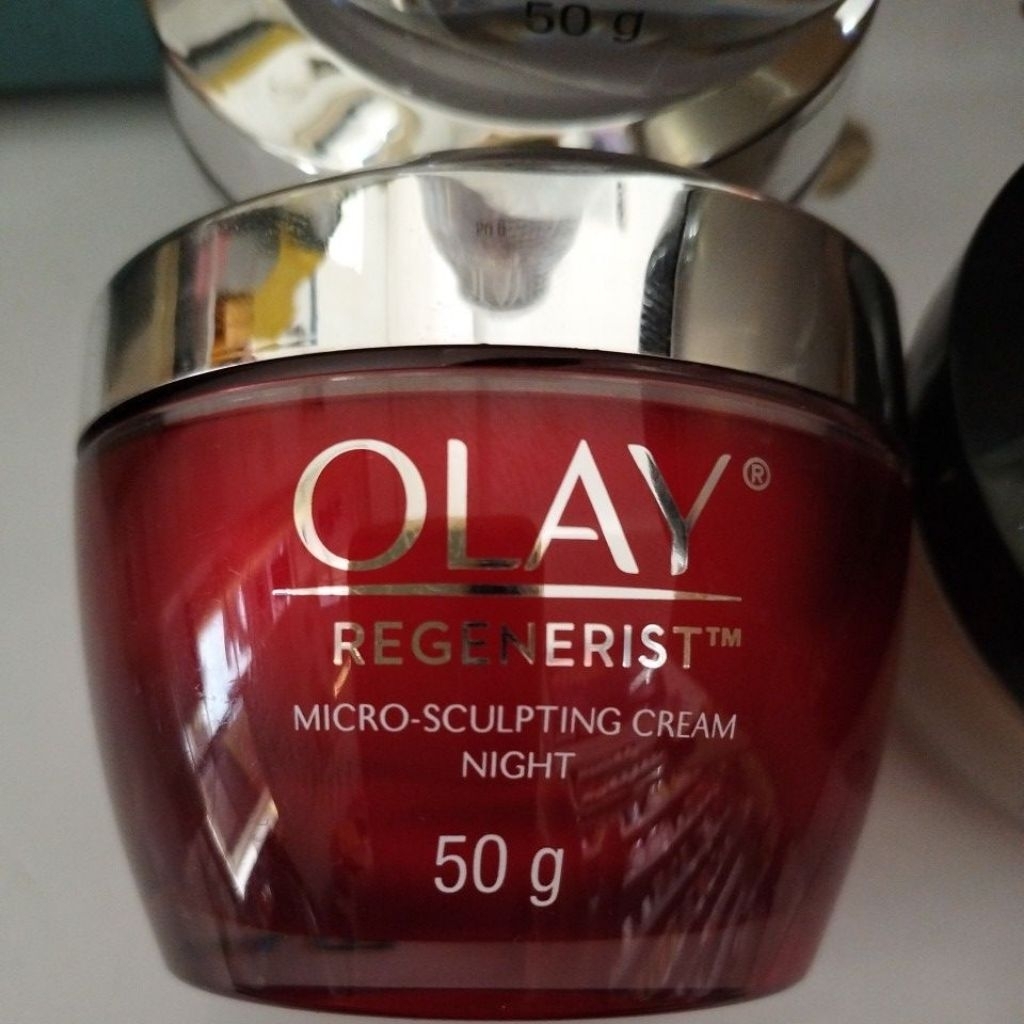 50 g
OLAY®
REGENERIST™
MICRO-SCULPTING CREAM
NIGHT
50 g